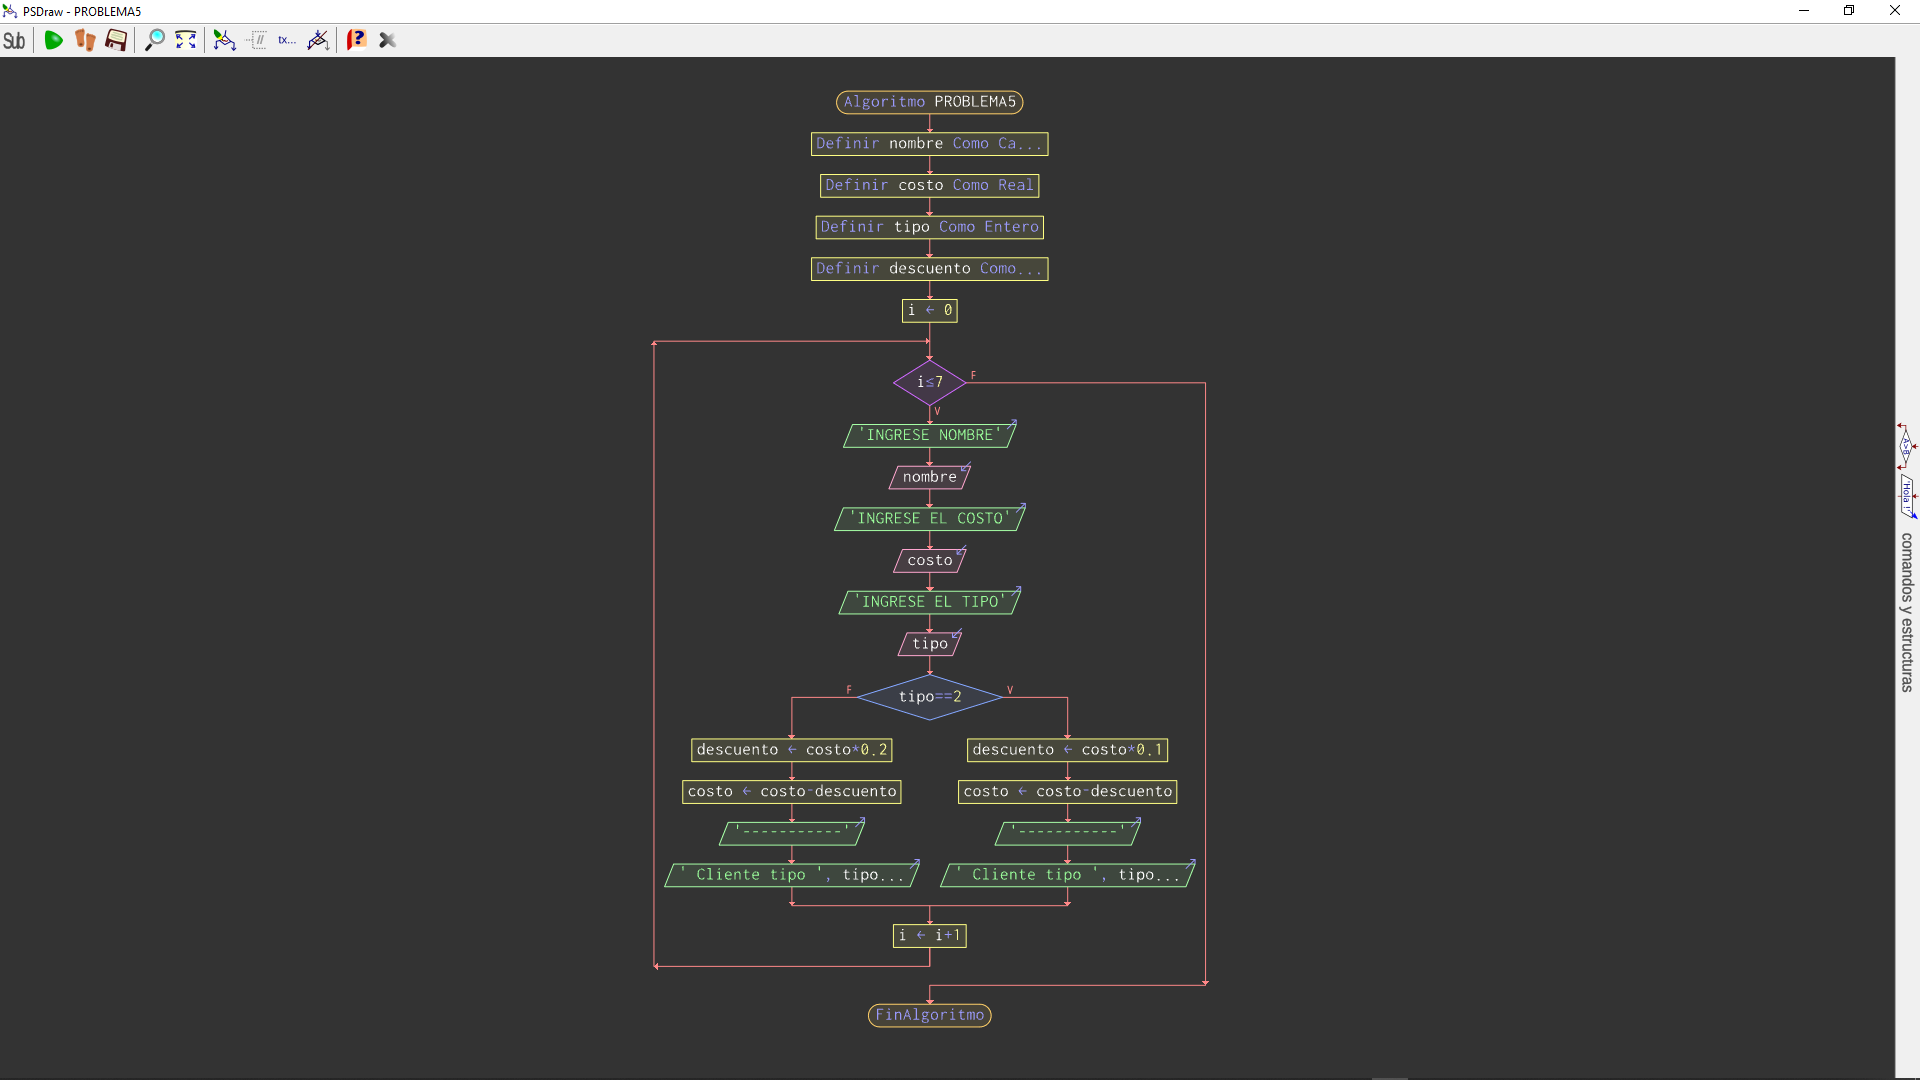 PSDraw - PROBLEMA5
Sub
tx...
Algoritmo PROBLEMA5
Definir nombre Como Ca...
Definir costo Como Real
Definir tipo Como Entero
Definir descuento Como...
i ← 0
i≤7
F
V
'INGRESE NOMBRE'
nombre
'INGRESE EL COSTO'
costo
'INGRESE EL TIPO'
tipo
F
tipo==2
V
descuento ← costo*0.2
descuento ← costo*0.1
costo ← costo-descuento
costo ← costo-descuento
'-----------'
'-----------'
' Cliente tipo ', tipo...
' Cliente tipo ', tipo...
i ← i+1
FinAlgoritmo
A>B
'Hola !'
comandos y estructuras